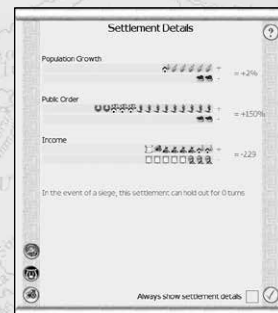 Settlement Details
?
Population Growth
+
= +2%
-
Public Order
+
= +150%
-
Income
+
= -229
-
In the event of a siege, this settlement can hold out for 0 turns
Always show settlement details